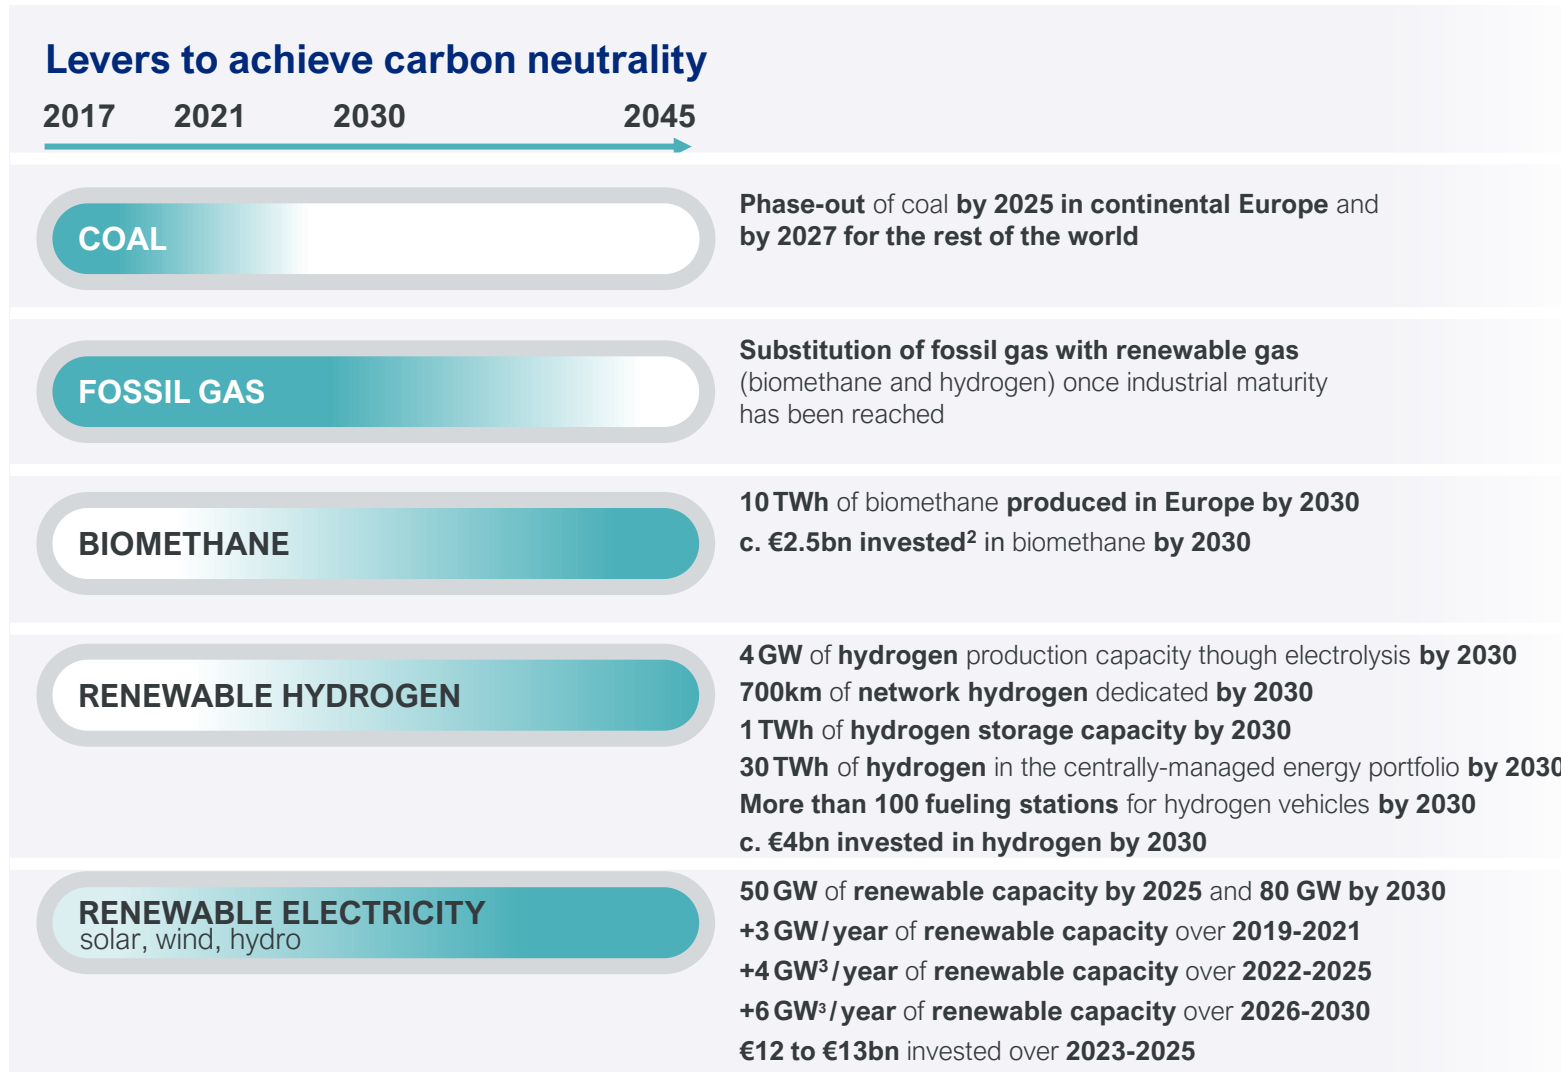 Levers to achieve carbon neutrality
2017 2021 2030 2045
COAL
Phase-out of coal by 2025 in continental Europe and
by 2027 for the rest of the world
FOSSIL GAS
Substitution of fossil gas with renewable gas
(biomethane and hydrogen) once industrial maturity
has been reached
BIOMETHANE
10 TWh of biomethane produced in Europe by 2030
c. €2.5bn invested² in biomethane by 2030
RENEWABLE HYDROGEN
4 GW of hydrogen production capacity though electrolysis by 2030
700km of network hydrogen dedicated by 2030
1 TWh of hydrogen storage capacity by 2030
30 TWh of hydrogen in the centrally-managed energy portfolio by 2030
More than 100 fueling stations for hydrogen vehicles by 2030
c. €4bn invested in hydrogen by 2030
RENEWABLE ELECTRICITY
solar, wind, hydro
50 GW of renewable capacity by 2025 and 80 GW by 2030
+3 GW/year of renewable capacity over 2019-2021
+4 GW³/year of renewable capacity over 2022-2025
+6 GW³/year of renewable capacity over 2026-2030
€12 to €13bn invested over 2023-2025